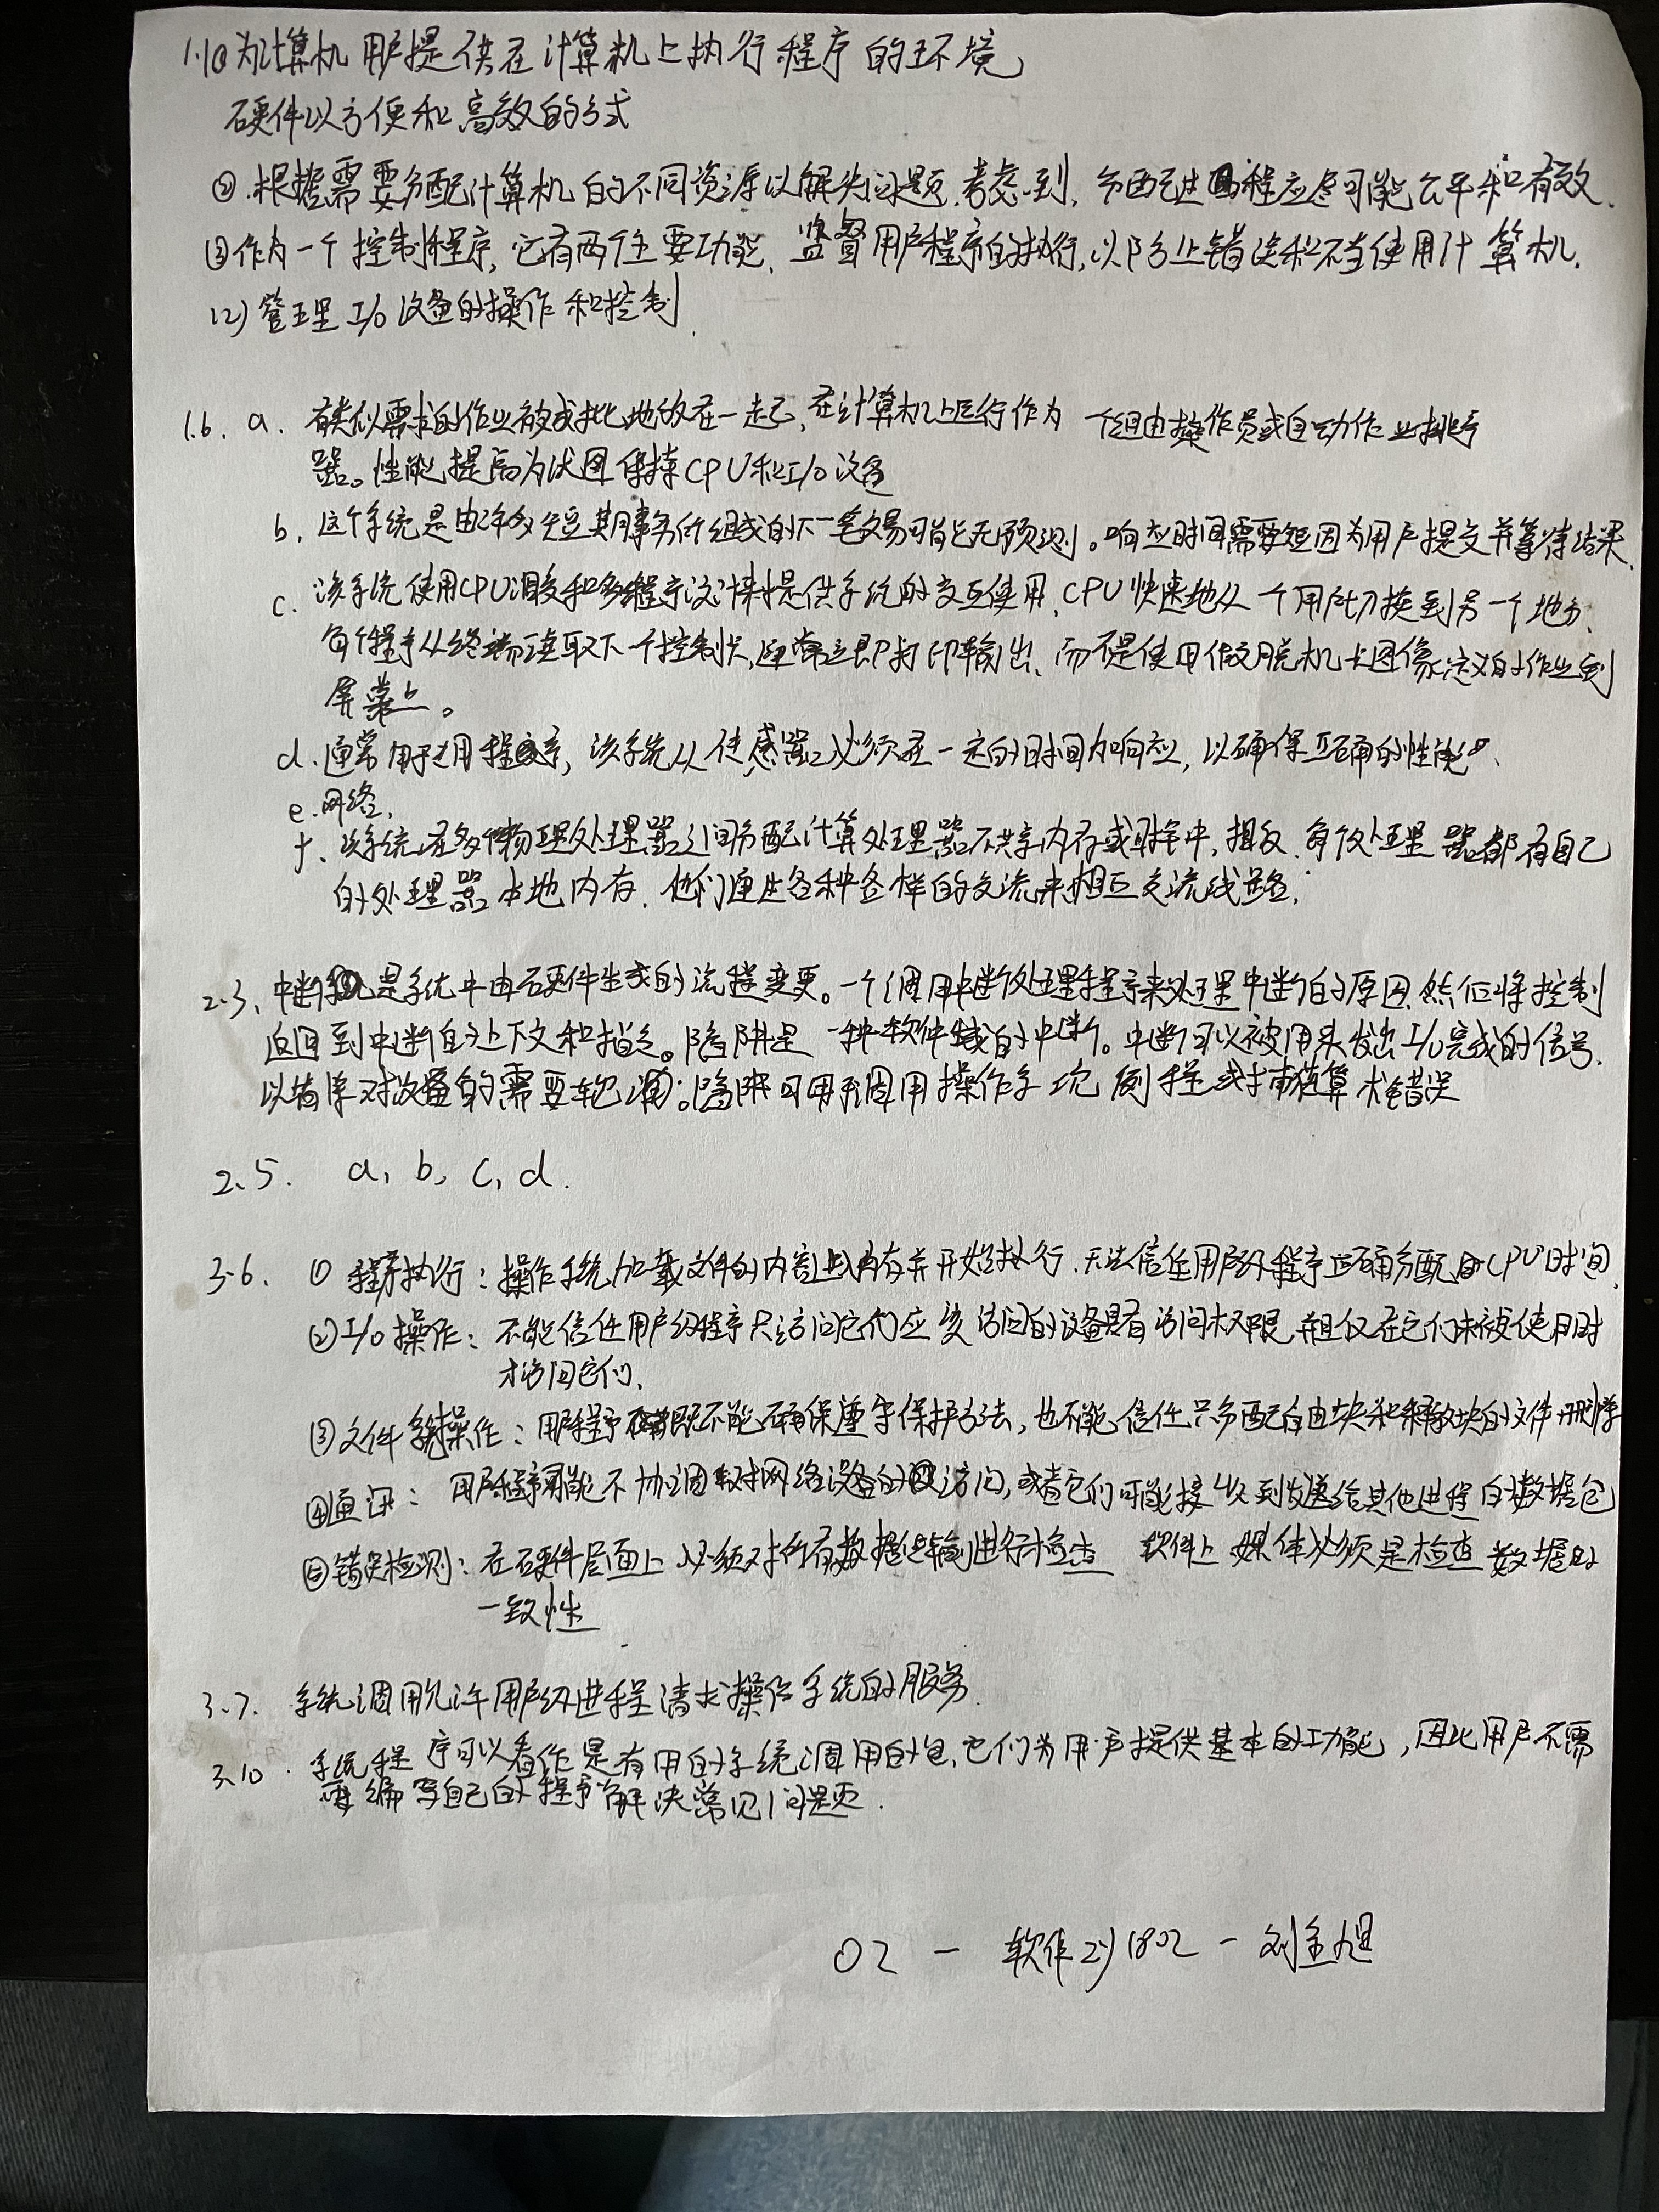 1.1 ①为计算机用户提供在计算机上执行程序的环境
硬件以方便和高效的方式
②.根据需要分配计算机的不同资源以解决问题.考虑到,分配过程应尽可能公平和有效.
③作为一个控制程序,它有两个主要功能.监督用户程序的执行,以防止错误和不当使用计算机.
(2)管理I/O设备的操作和控制.
1.6. a. 有类似需求的作业被成批地放在一起,在计算机上运行作为一个组由操作员或自动作业排序
器。性能提高为试图保持CPU和I/O设备
b. 这个系统是由许多短期事务所组成的下一笔交易可能无预测。响应时间需要短因为用户提交并等待结果.
c. 该系统使用CPU调度和多程序设计来提供系统的交互使用.CPU快速地从一个用户切换到另一个地方.
每个程序从终端读取下一个控制卡,通常立即打印输出.而不是使用假脱机卡图像定义的作业到
屏幕上。
d.通常用于专用程序,该系统从传感器必须在一定的时间内响应,以确保正确的性能.
e.网络.
f.该系统在多个物理处理器之间分配计算处理器不共享内存或时钟,相反.每个处理器都有自己
的处理器本地内存.他们通过各种各样的交流来相互交流线路.
2.3. 中断是系统中由硬件生成的流程变更。一个调用中断处理程序来处理中断的原因.然后将控制
返回到中断的上下文和指令。陷阱是一种软件生成的中断。中断可以被用来发出I/O完成的信号.
以消除对设备的需要轮询。陷阱可用于调用操作系统例程或捕获算术错误
2.5. a, b, c, d.
3.6. ① 程序执行:操作系统加载文件的内容到内存并开始执行.无法信任用户级程序正确分配CPU时间.
②I/O操作:不能信任用户级程序只访问它们应该访问的设备具有访问权限,并且仅在它们未被使用时
才访问它们.
③文件系统操作:用户程序既不能确保遵守保护方法,也不能信任只分配自由块和释放块的文件删除
④通讯:用户程序可能不协调对网络设备的访问,或者它们可能接收到发送给其他进程的数据包
⑤错误检测:在硬件层面上必须对所有数据传输进行检查 软件上媒体必须是检查数据的
一致性
3.7. 系统调用允许用户级进程请求操作系统的服务.
3.10. 系统程序可以看作是有用的系统调用的包,它们为用户提供基本的功能,因此用户不需
要编写自己的程序解决常见问题.
02 - 软件工1802 - 刘